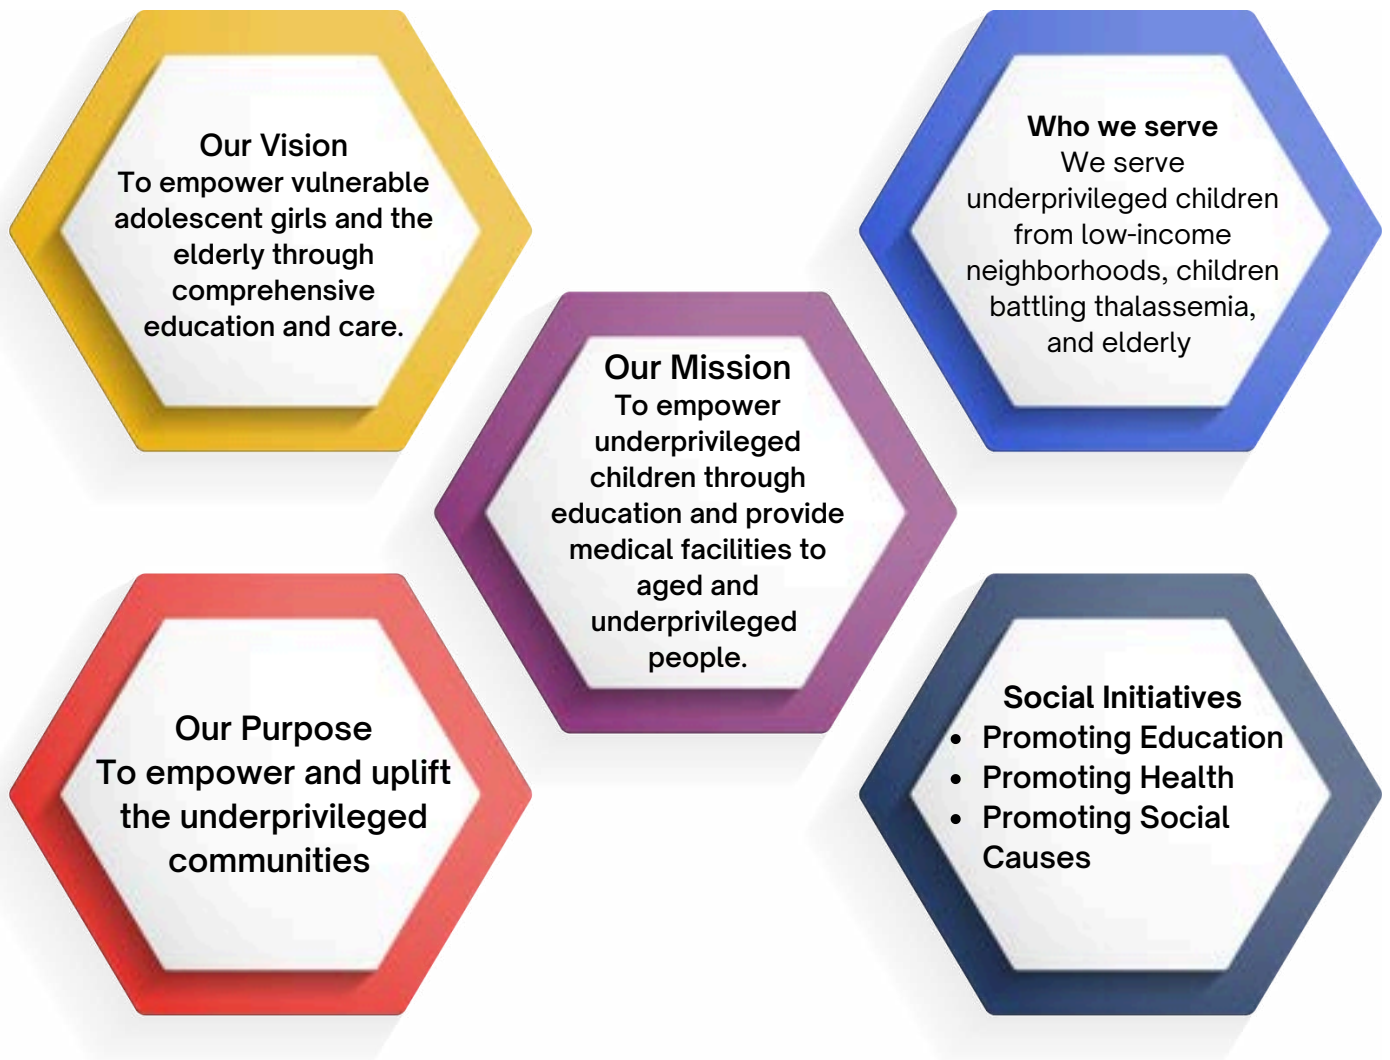 Our Vision
To empower vulnerable
adolescent girls and the
elderly through
comprehensive
education and care.
Who we serve
We serve
underprivileged children
from low-income
neighborhoods, children
battling thalassemia,
and elderly
Our Mission
To empower
underprivileged
children through
education and provide
medical facilities to
aged and
underprivileged
people.
Our Purpose
To empower and uplift
the underprivileged
communities
Social Initiatives
• Promoting Education
• Promoting Health
• Promoting Social
Causes